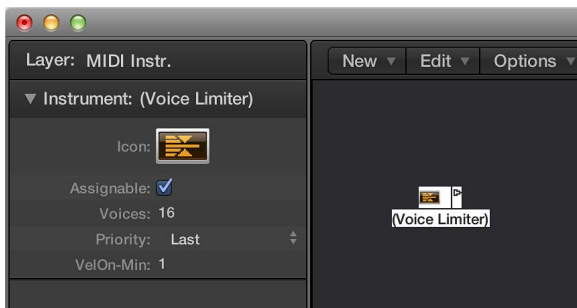 Layer: MIDI Instr.
New Edit Options
Instrument: (Voice Limiter)
Icon:
Assignable:
Voices: 16
Priority: Last
VelOn-Min: 1
(Voice Limiter)